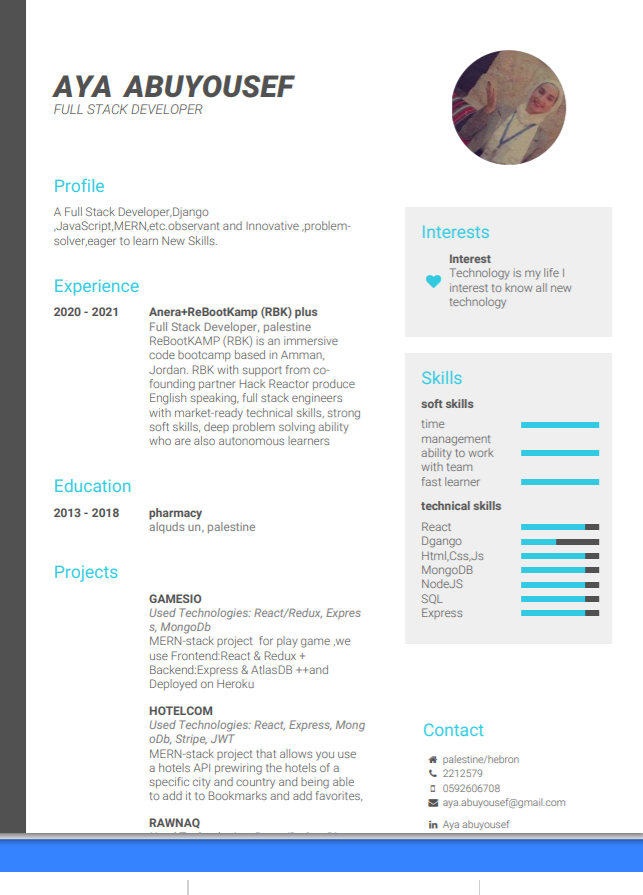 AYA ABUYOUSEF
FULL STACK DEVELOPER
Profile
A Full Stack Developer,Django
,JavaScript,MERN,etc.observant and Innovative ,problem-
solver,eager to learn New Skills.
Experience
2020 - 2021
Anera+ReBootKamp (RBK) plus
Full Stack Developer, palestine
ReBootKAMP (RBK) is an immersive
code bootcamp based in Amman,
Jordan. RBK with support from co-
founding partner Hack Reactor produce
English speaking, full stack engineers
with market-ready technical skills, strong
soft skills, deep problem solving ability
who are also autonomous learners
Education
2013 - 2018
pharmacy
alquds un, palestine
Projects
GAMESIO
Used Technologies: React/Redux, Expres
s, MongoDb
MERN-stack project for play game ,we
use Frontend:React & Redux +
Backend:Express & AtlasDB ++and
Deployed on Heroku
HOTELCOM
Used Technologies: React, Express, Mong
oDb, Stripe, JWT
MERN-stack project that allows you use
a hotels API prewiring the hotels of a
specific city and country and being able
to add it to Bookmarks and add favorites,
RAWNAQ
Interests
Interest
Technology is my life I
interest to know all new
technology
Skills
soft skills
time
management
ability to work
with team
fast learner
technical skills
React
Dgango
Html,Css,Js
MongoDB
NodeJS
SQL
Express
Contact
palestine/hebron
2212579
0592606708
aya.abuyousef@gmail.com
in Aya abuyousef